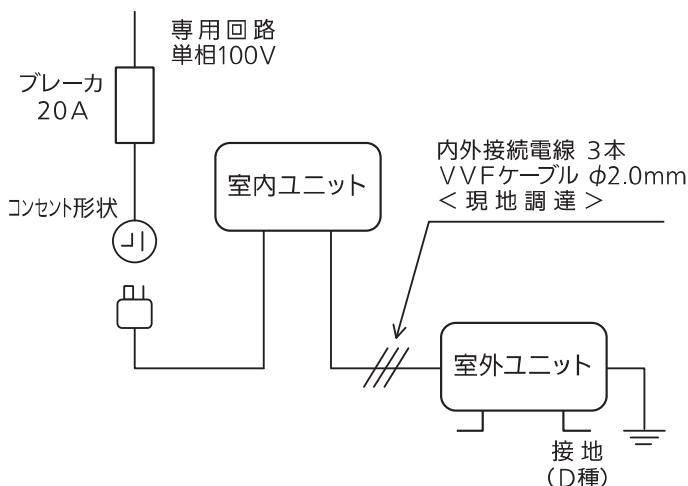 専用回路
単相100V
ブレーカ
20A
コンセント形状
室内ユニット
内外接続電線 3本
VVFケーブル φ2.0mm
<現地調達>
室外ユニット
接地
(D種)